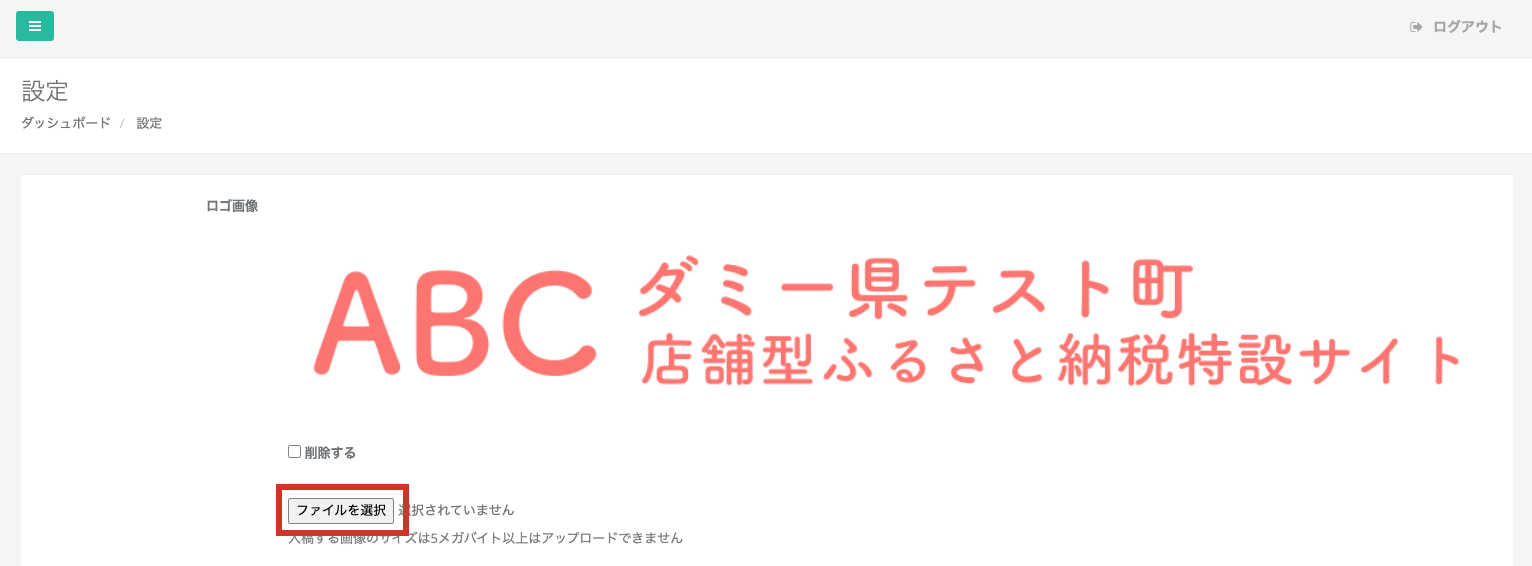 ログアウト
設定
ダッシュボード / 設定
ロゴ画像
ABC ダミー県テスト町
店舗型ふるさと納税特設サイト
削除する
ファイルを選択 選択されていません
入稿する画像のサイズは5メガバイト以上はアップロードできません